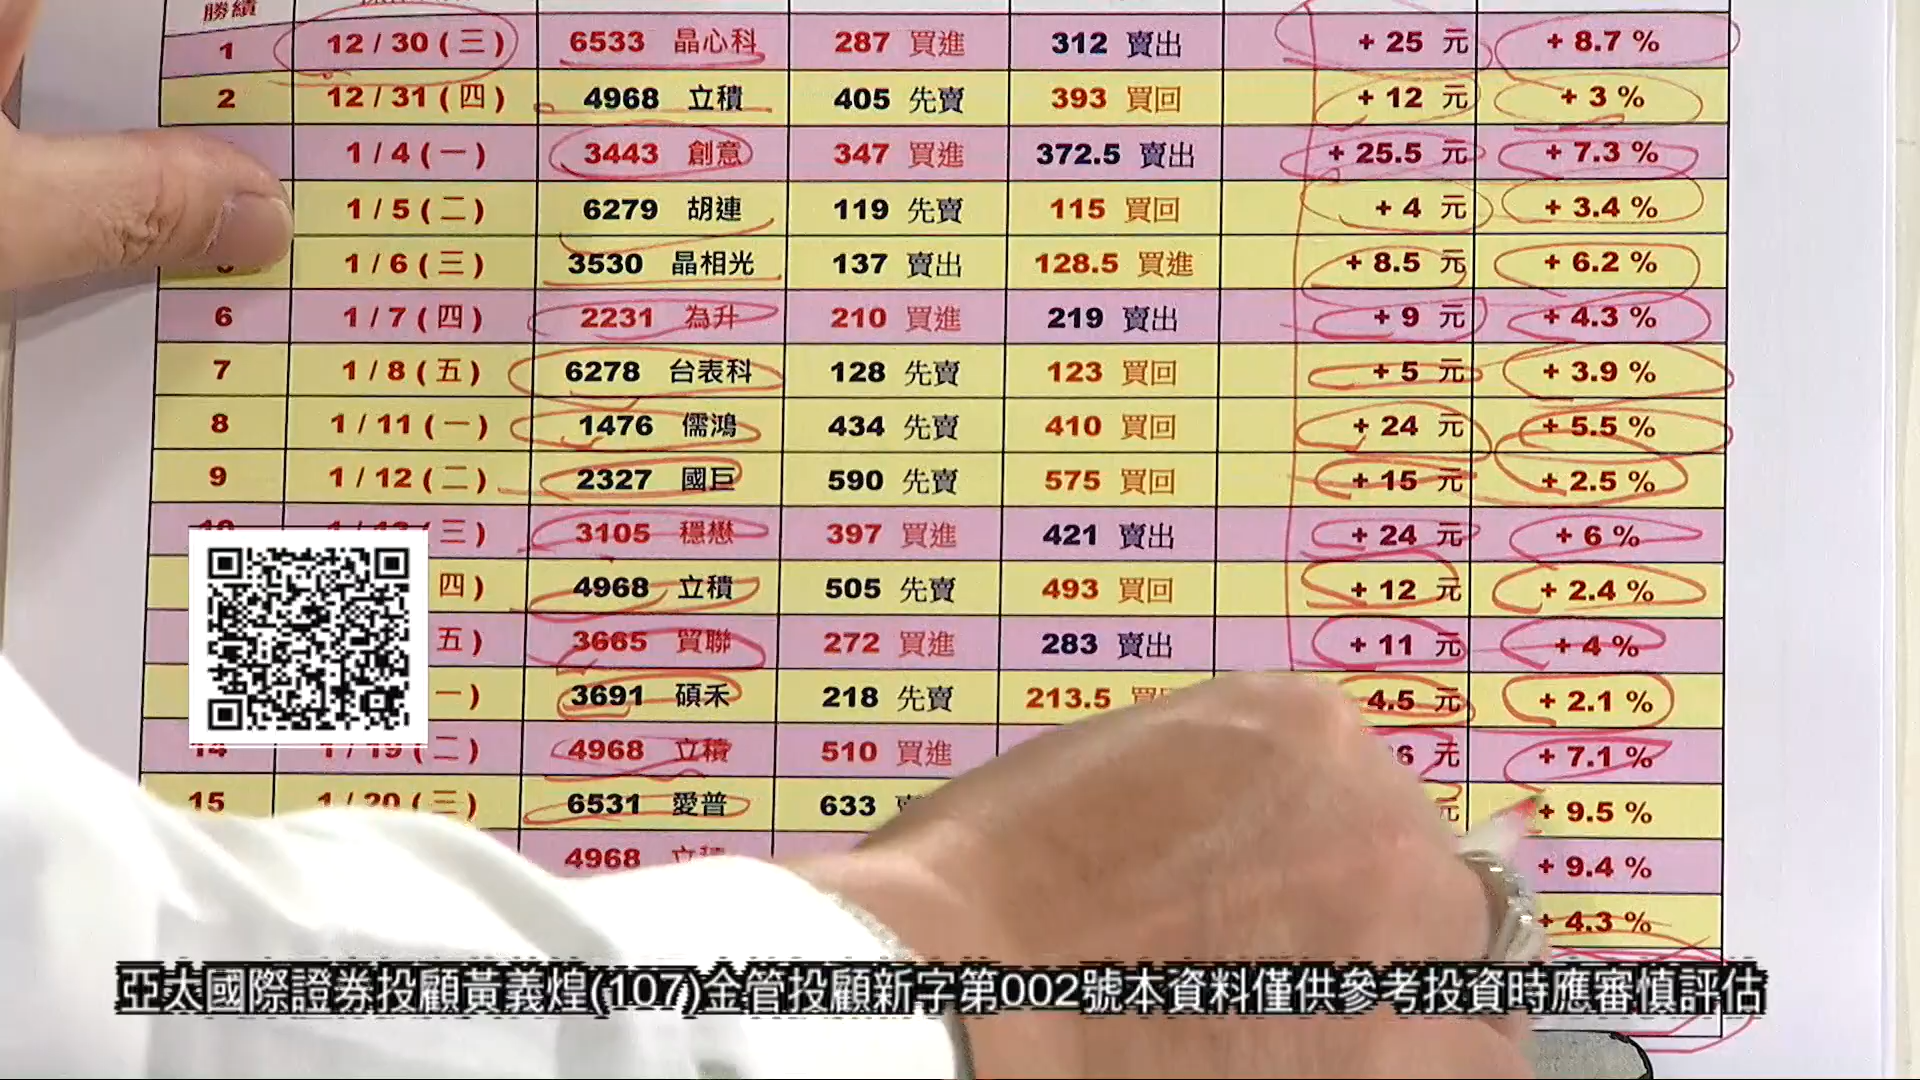 勝績
1 12 / 30 ( 三 ) 6533 晶心科 287 買進 312 賣出 + 25 元 + 8.7 %
2 12 / 31 ( 四 ) 4968 立積 405 先賣 393 買回 + 12 元 + 3 %
1 / 4 ( 一 ) 3443 創意 347 買進 372.5 賣出 + 25.5 元 + 7.3 %
1 / 5 ( 二 ) 6279 胡連 119 先賣 115 買回 + 4 元 + 3.4 %
1 / 6 ( 三 ) 3530 晶相光 137 賣出 128.5 買進 + 8.5 元 + 6.2 %
6 1 / 7 ( 四 ) 2231 為升 210 買進 219 賣出 + 9 元 + 4.3 %
7 1 / 8 ( 五 ) 6278 台表科 128 先賣 123 買回 + 5 元 + 3.9 %
8 1 / 11 ( 一 ) 1476 儒鴻 434 先賣 410 買回 + 24 元 + 5.5 %
9 1 / 12 ( 二 ) 2327 國巨 590 先賣 575 買回 + 15 元 + 2.5 %
三 ) 3105 穩懋 397 買進 421 賣出 + 24 元 + 6 %
四 ) 4968 立積 505 先賣 493 買回 + 12 元 + 2.4 %
五 ) 3665 貿聯 272 買進 283 賣出 + 11 元 + 4 %
一 ) 3691 碩禾 218 先賣 213.5 買回 4.5 元 + 2.1 %
14 1 / 19 ( 二 ) 4968 立積 510 買進 6 元 + 7.1 %
15 1 / 20 ( 三 ) 6531 愛普 633 元 + 9.5 %
4968 立積 + 9.4 %
+ 4.3 %
亞太國際證券投顧黃義煌(107)金管投顧新字第002號本資料僅供參考投資時應審慎評估